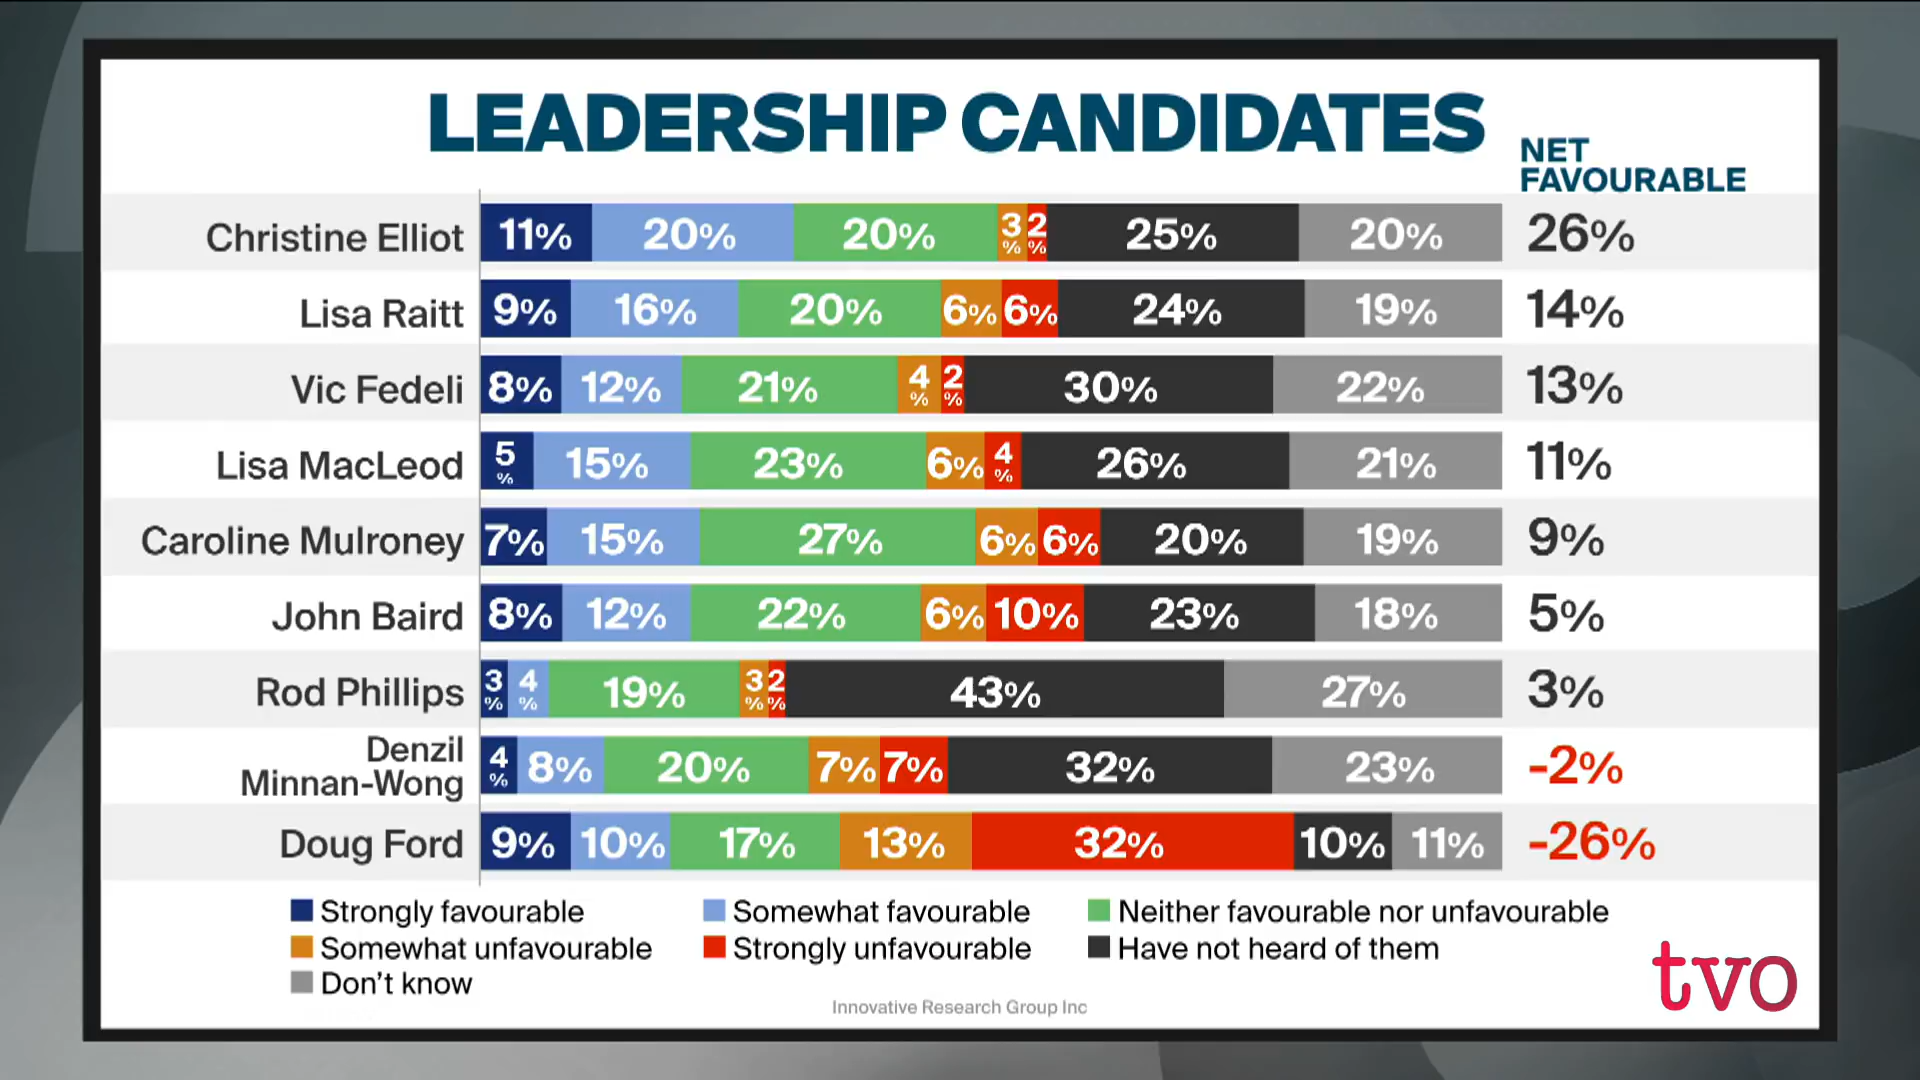 LEADERSHIP CANDIDATES
NET
FAVOURABLE
Christine Elliot 11% 20% 20% 3% 2% 25% 20% 26%
Lisa Raitt 9% 16% 20% 6% 6% 24% 19% 14%
Vic Fedeli 8% 12% 21% 4% 2% 30% 22% 13%
Lisa MacLeod 5% 15% 23% 6% 4% 26% 21% 11%
Caroline Mulroney 7% 15% 27% 6% 6% 20% 19% 9%
John Baird 8% 12% 22% 6% 10% 23% 18% 5%
Rod Phillips 3% 4% 19% 3% 2% 43% 27% 3%
Denzil
Minnan-Wong 4% 8% 20% 7% 7% 32% 23% -2%
Doug Ford 9% 10% 17% 13% 32% 10% 11% -26%
Strongly favourable Somewhat favourable Neither favourable nor unfavourable
Somewhat unfavourable Strongly unfavourable Have not heard of them
Don't know
Innovative Research Group Inc
tvo